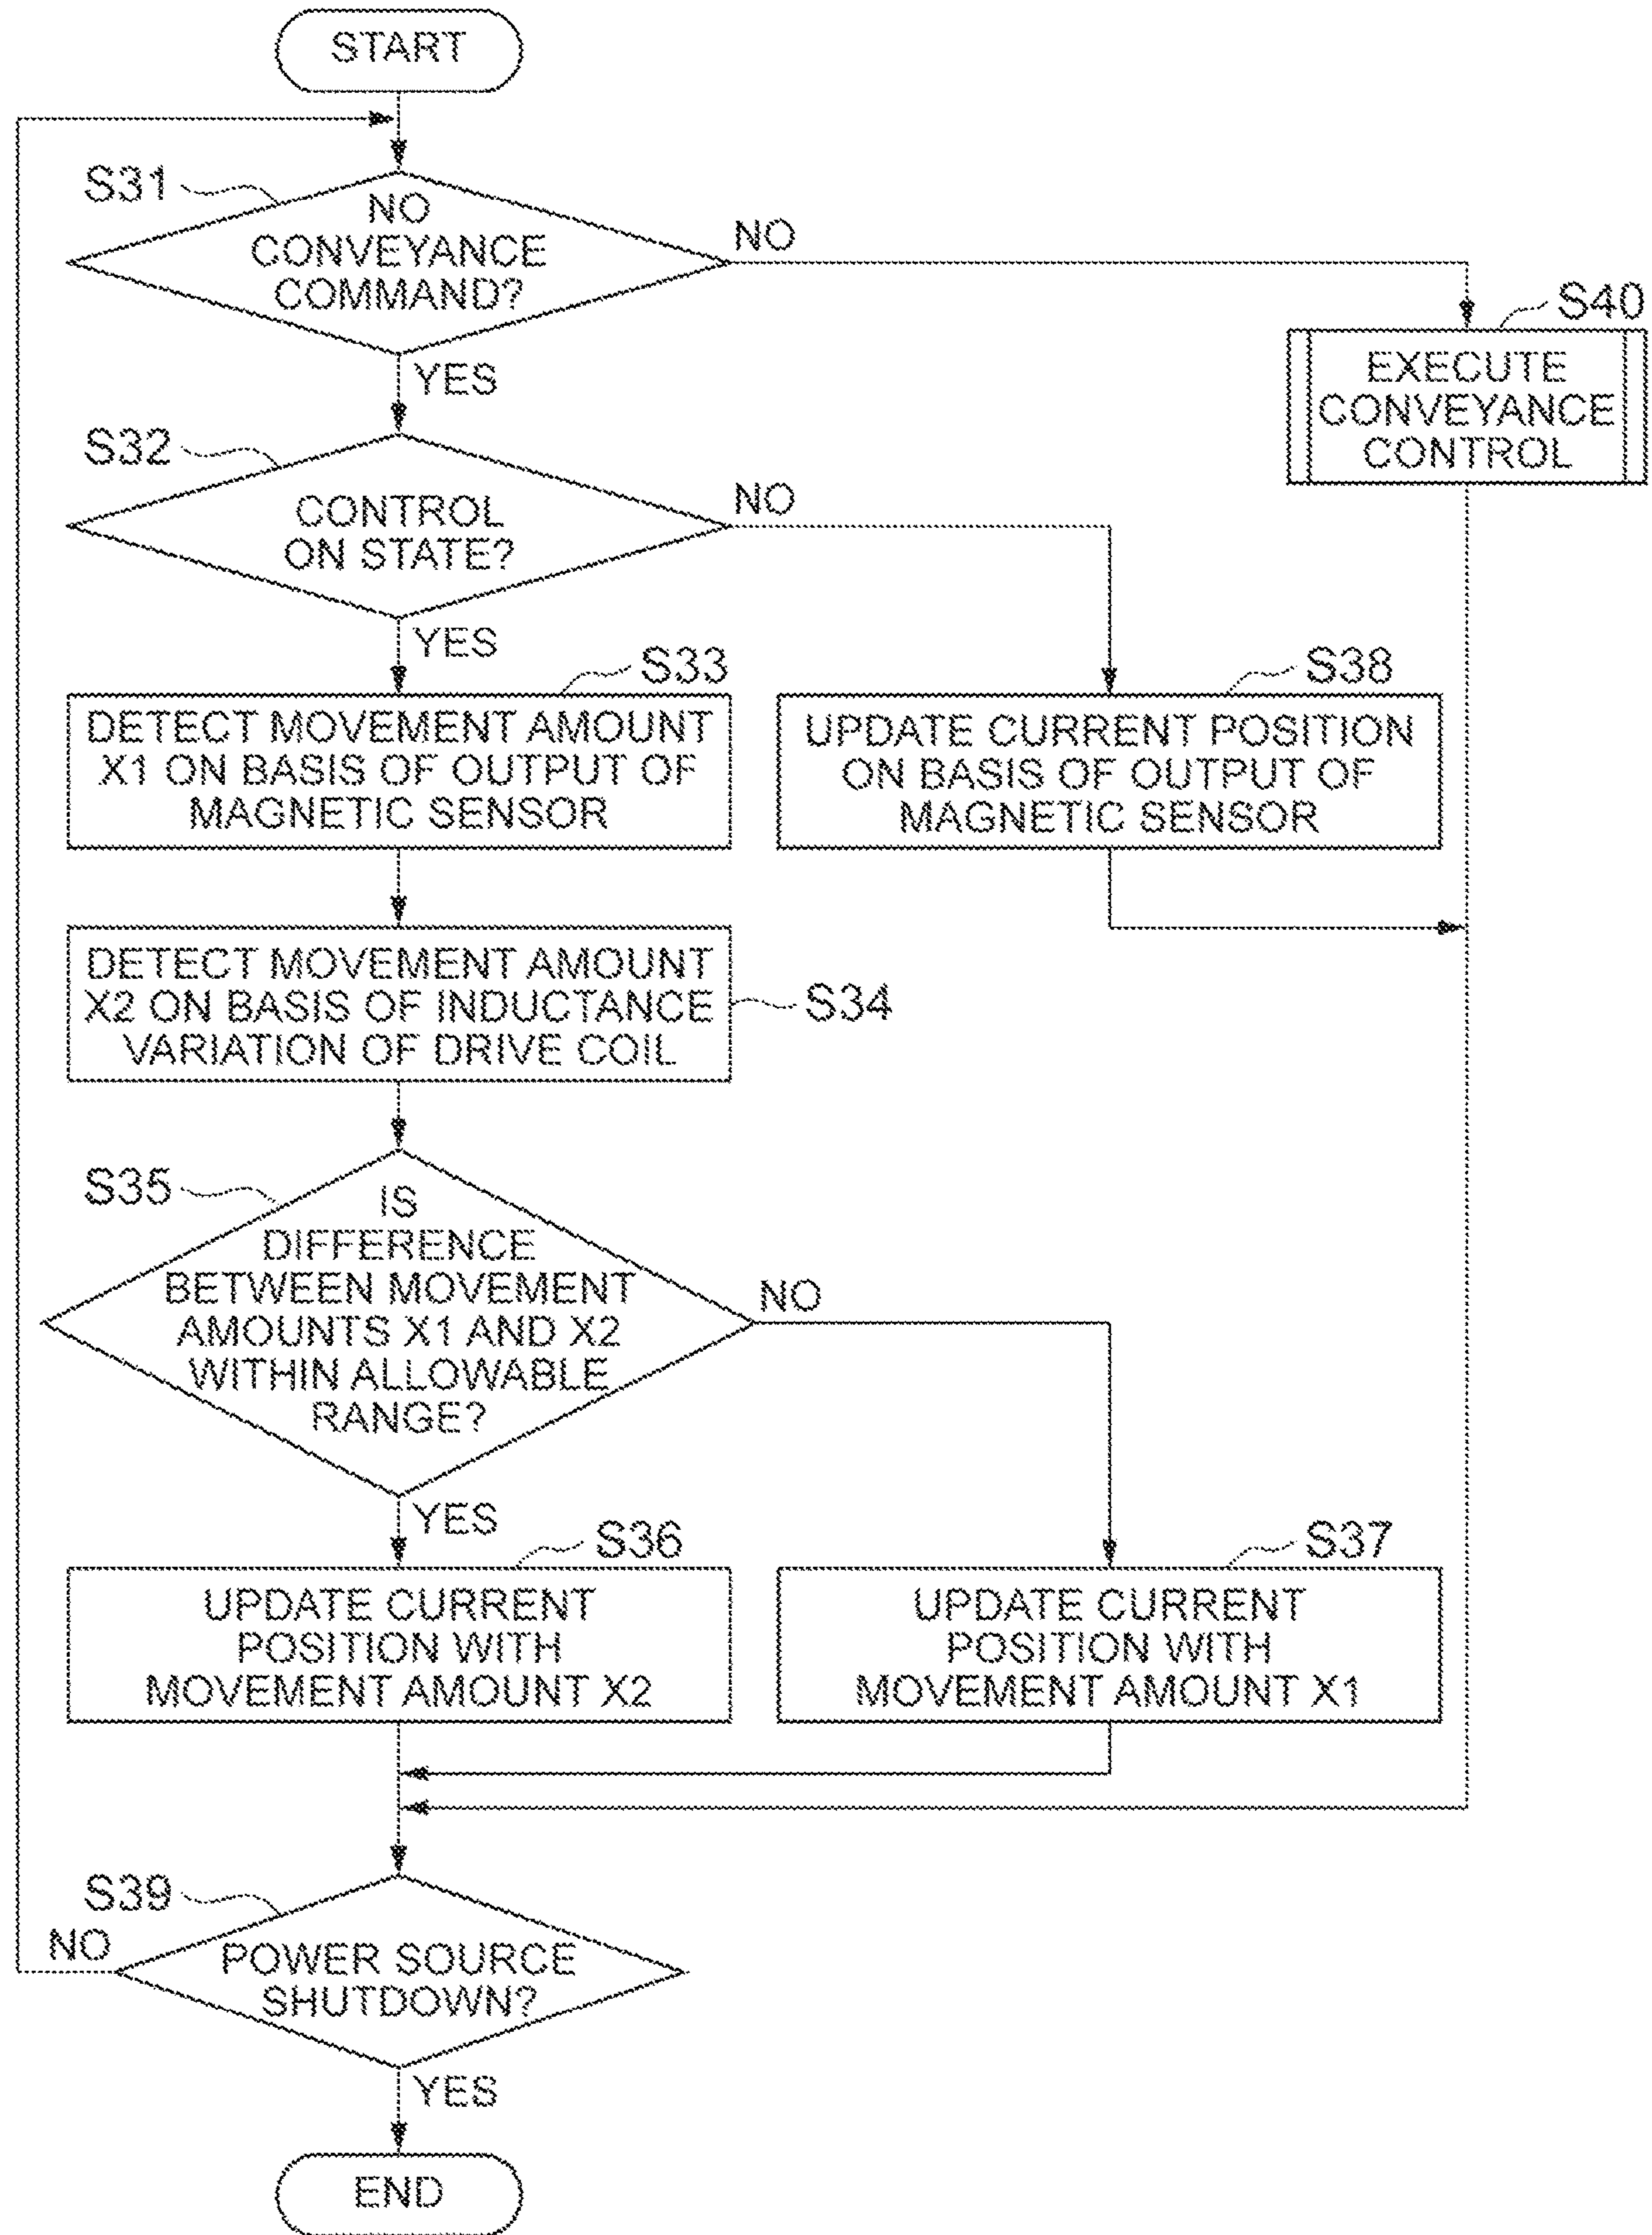 START
S31
NO
CONVEYANCE
COMMAND?
NO
YES
S40
EXECUTE
CONVEYANCE
CONTROL
S32
CONTROL
ON STATE?
NO
YES
S33
DETECT MOVEMENT AMOUNT
X1 ON BASIS OF OUTPUT OF
MAGNETIC SENSOR
S38
UPDATE CURRENT POSITION
ON BASIS OF OUTPUT OF
MAGNETIC SENSOR
DETECT MOVEMENT AMOUNT
X2 ON BASIS OF INDUCTANCE
VARIATION OF DRIVE COIL
S34
S35
IS
DIFFERENCE
BETWEEN MOVEMENT
AMOUNTS X1 AND X2
WITHIN ALLOWABLE
RANGE?
NO
YES
S36
UPDATE CURRENT
POSITION WITH
MOVEMENT AMOUNT X2
S37
UPDATE CURRENT
POSITION WITH
MOVEMENT AMOUNT X1
S39
NO
POWER SOURCE
SHUTDOWN?
YES
END